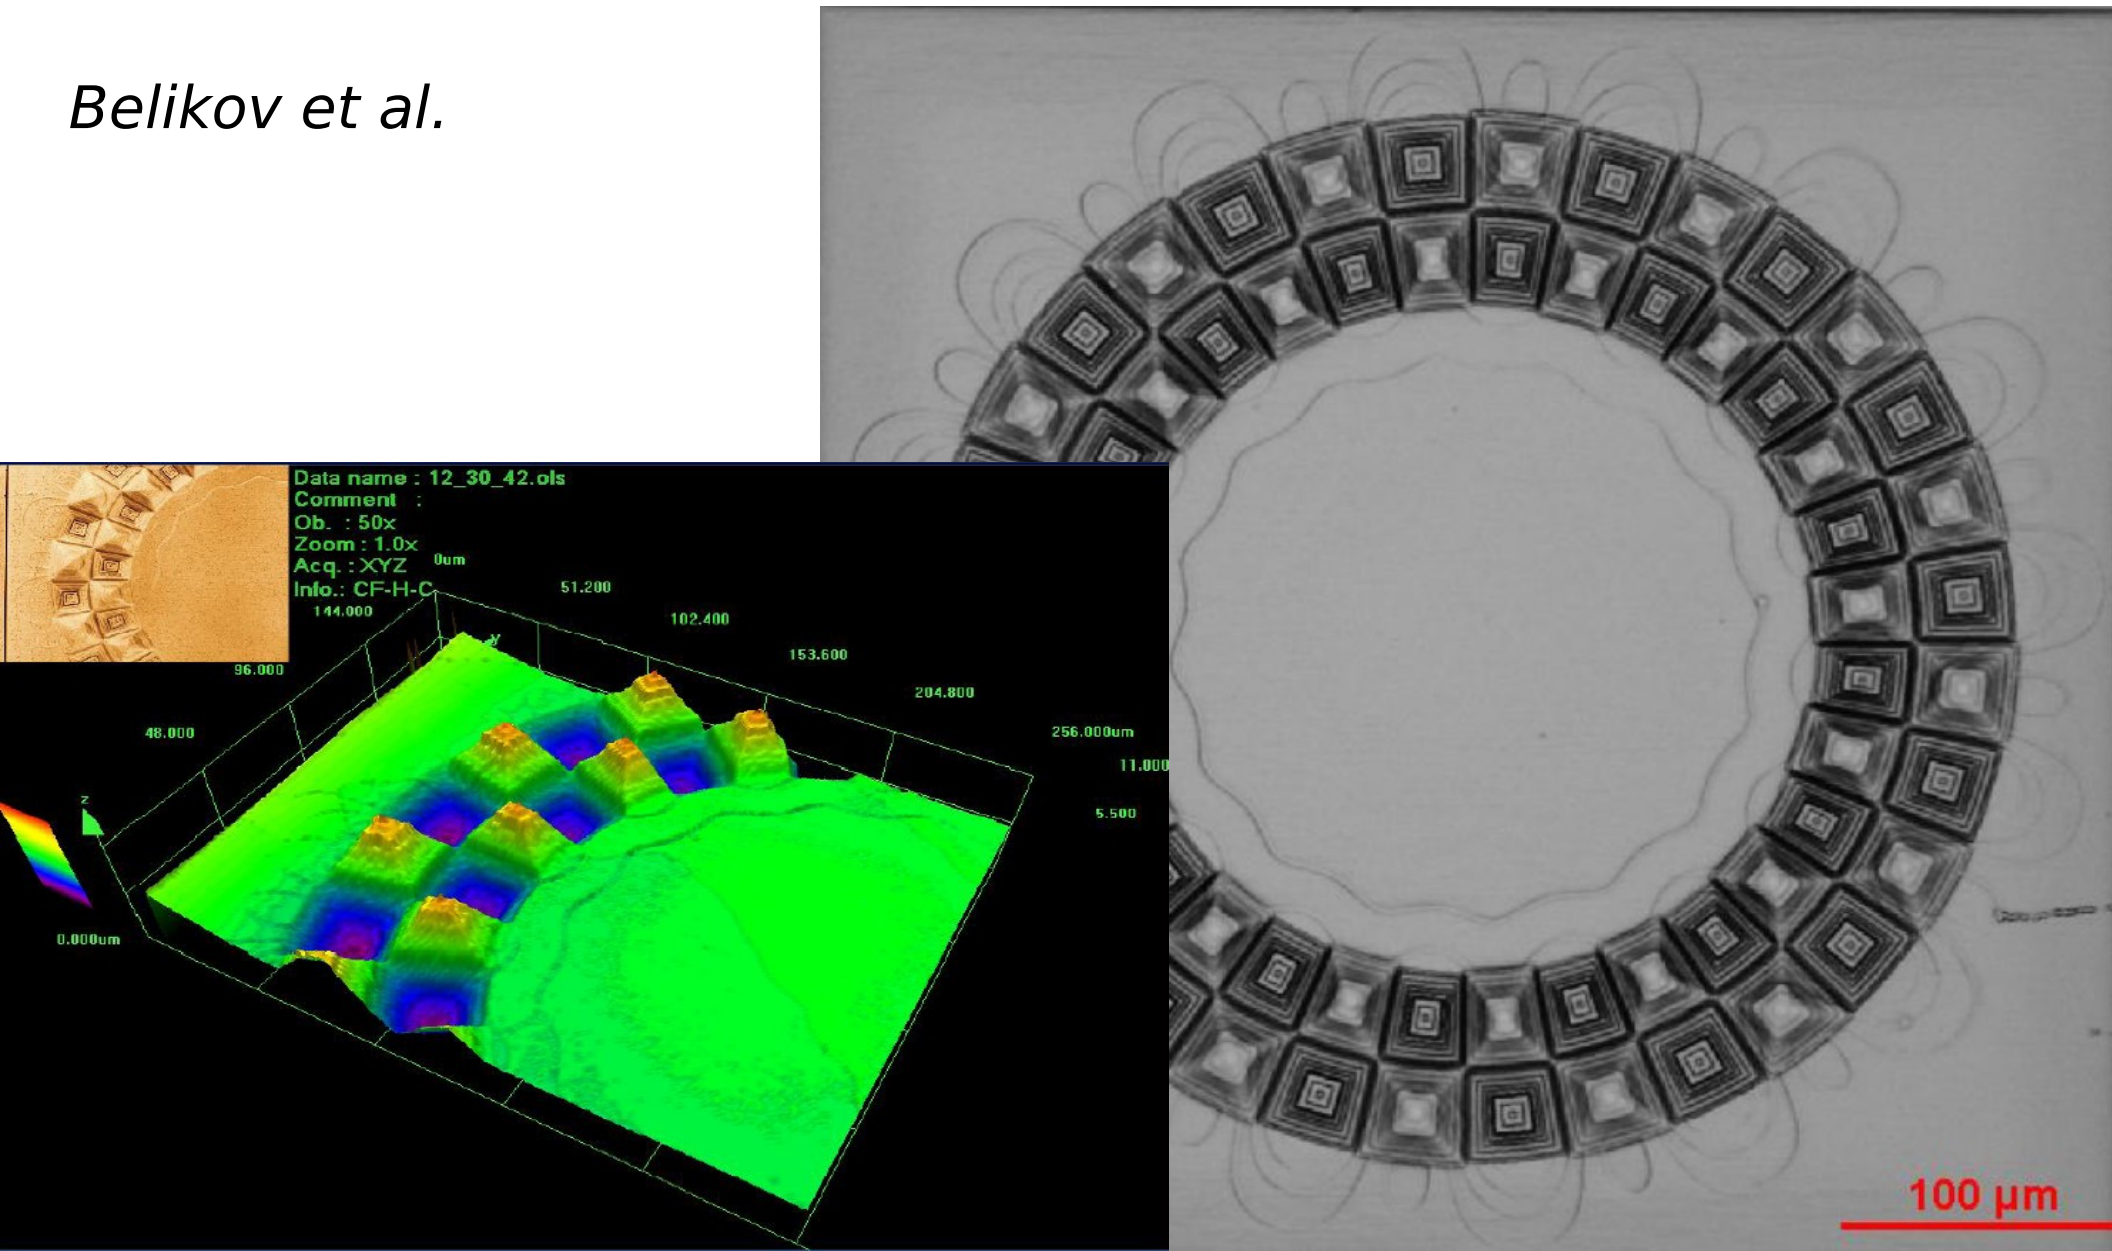 Belikov et al.
Data name : 12_30_42.ols
Comment :
Ob. : 50x
Zoom : 1.0x
Acq. : XYZ
Info.: CF-H-C
0um
51.200
102.400
153.600
204.800
256.000um
144.000
96.000
48.000
y
z
11.000
5.500
0.000um
100 µm